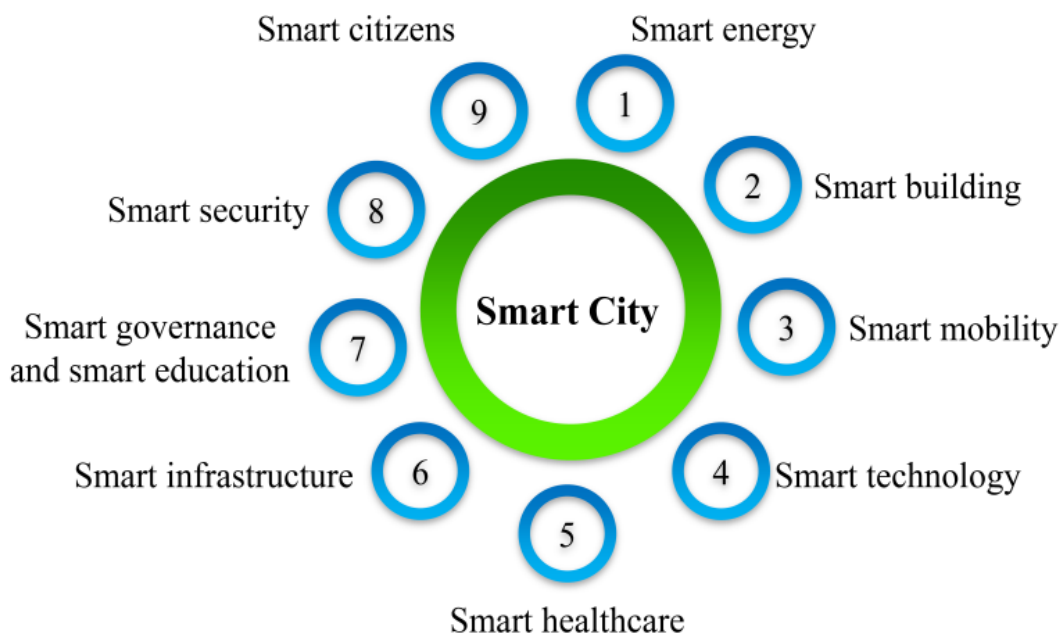 Smart citizens
Smart energy
9
1
2
Smart building
Smart security
8
Smart City
3
Smart mobility
Smart governance
and smart education
7
Smart infrastructure
6
4
Smart technology
5
Smart healthcare